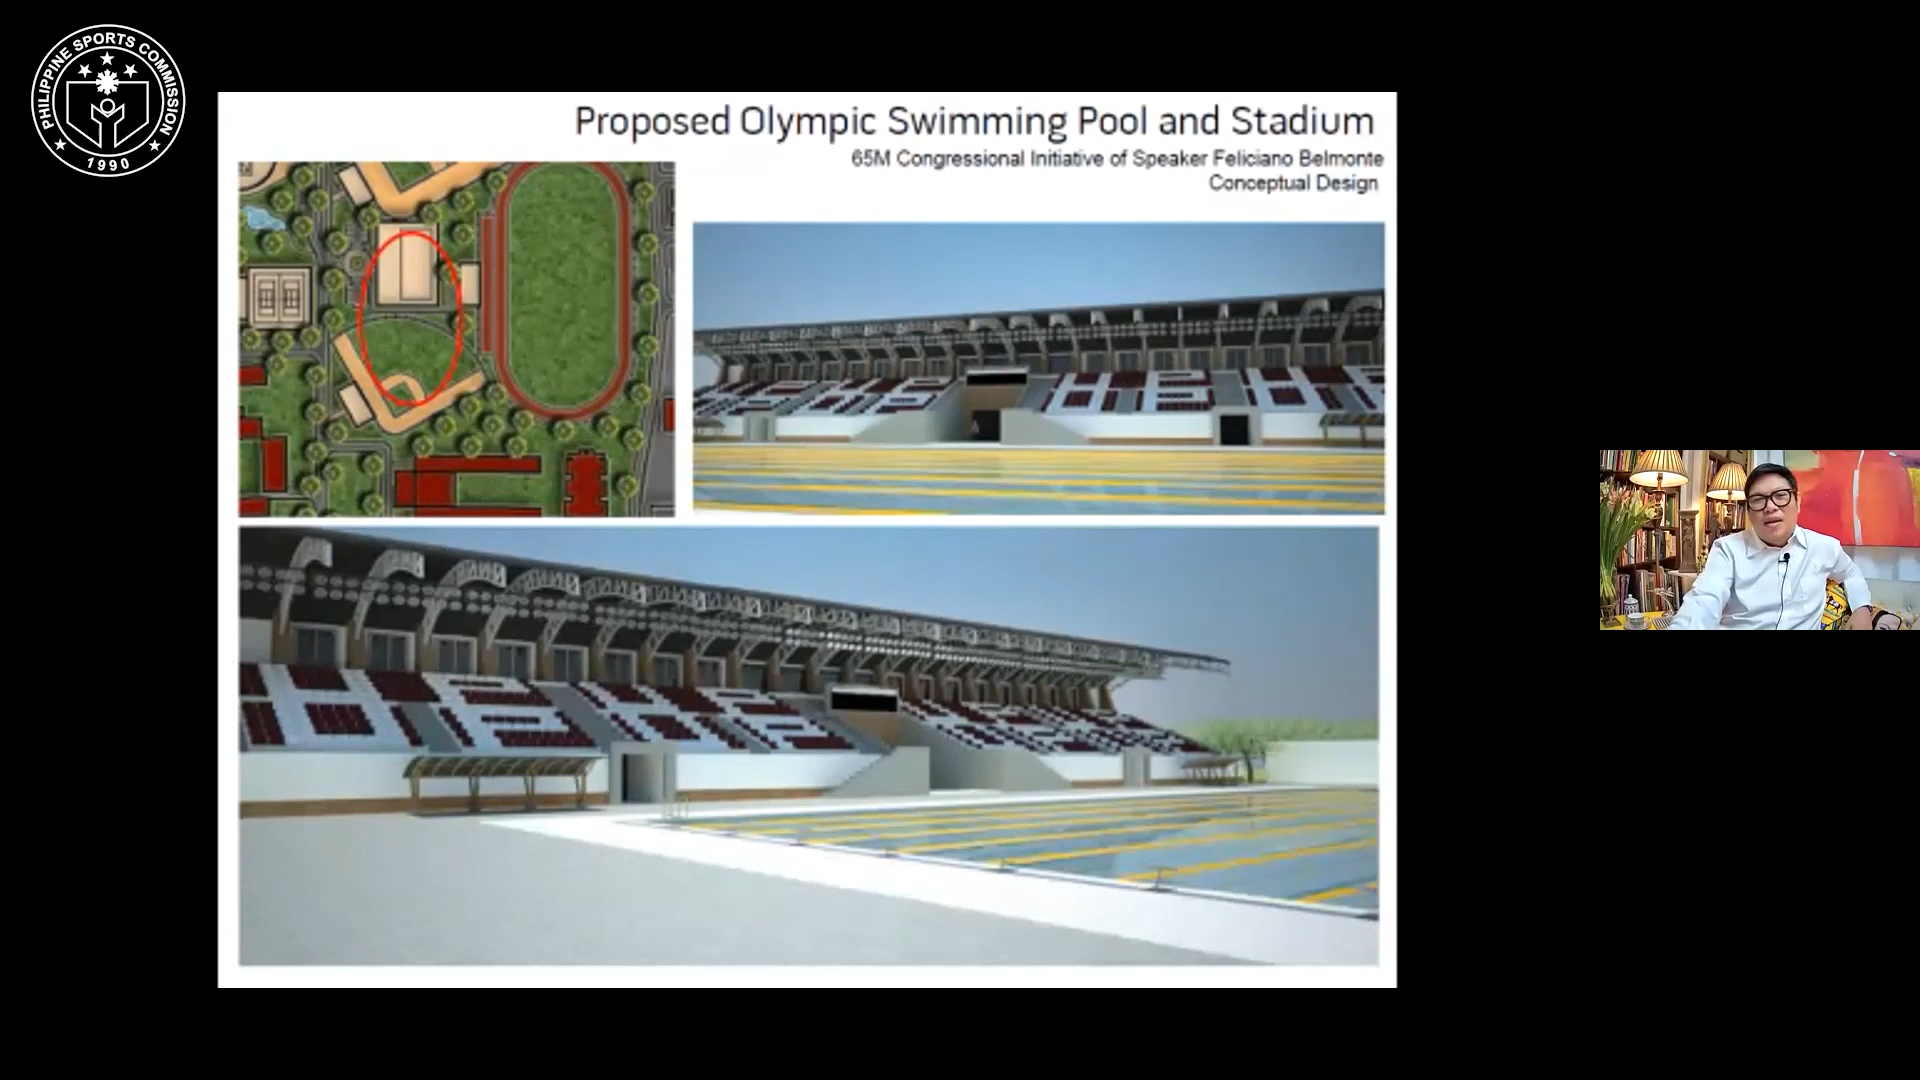 PHILIPPINE SPORTS COMMISSION
1990
Proposed Olympic Swimming Pool and Stadium
65M Congressional Initiative of Speaker Feliciano Belmonte
Conceptual Design